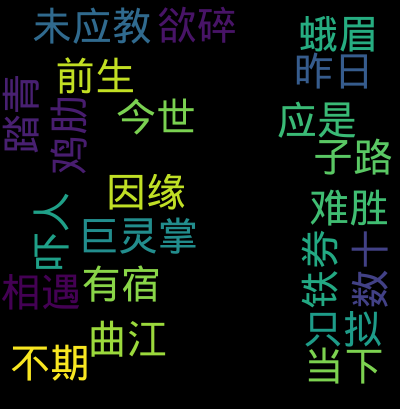 未应教 欲碎
蛾眉
前生
昨日
踏青
鸡肋
今世
应是
子路
因缘
难胜
吓人
巨灵掌
铁券
数十
相遇
有宿
只拟
曲江
不期
当下